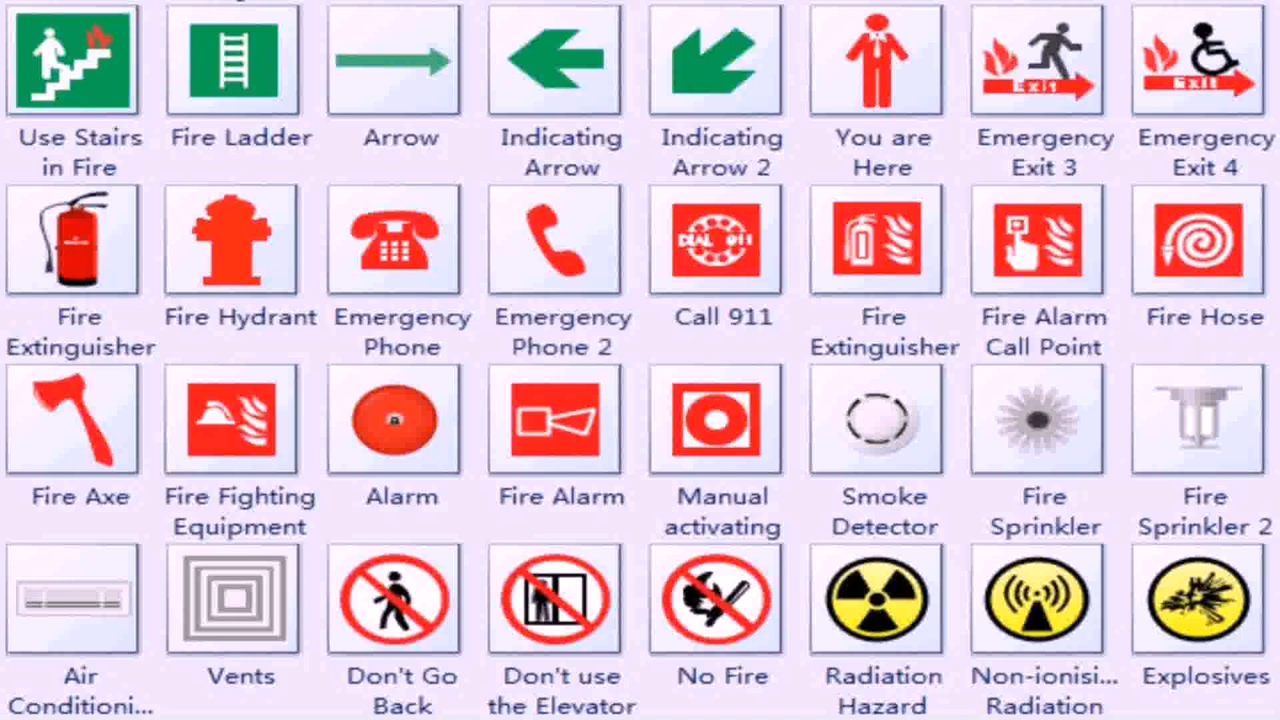 Exit
Exit
Use Stairs
in Fire
Fire Ladder
Arrow
Indicating
Arrow
Indicating
Arrow 2
You are
Here
Emergency
Exit 3
Emergency
Exit 4
DIAL 911
Fire
Extinguisher
Fire Hydrant
Emergency
Phone
Emergency
Phone 2
Call 911
Fire
Extinguisher
Fire Alarm
Call Point
Fire Hose
Fire Axe
Fire Fighting
Equipment
Alarm
Fire Alarm
Manual
activating
Smoke
Detector
Fire
Sprinkler
Fire
Sprinkler 2
Air
Conditioni...
Vents
Don't Go
Back
Don't use
the Elevator
No Fire
Radiation
Hazard
Non-ionisi...
Radiation
Explosives